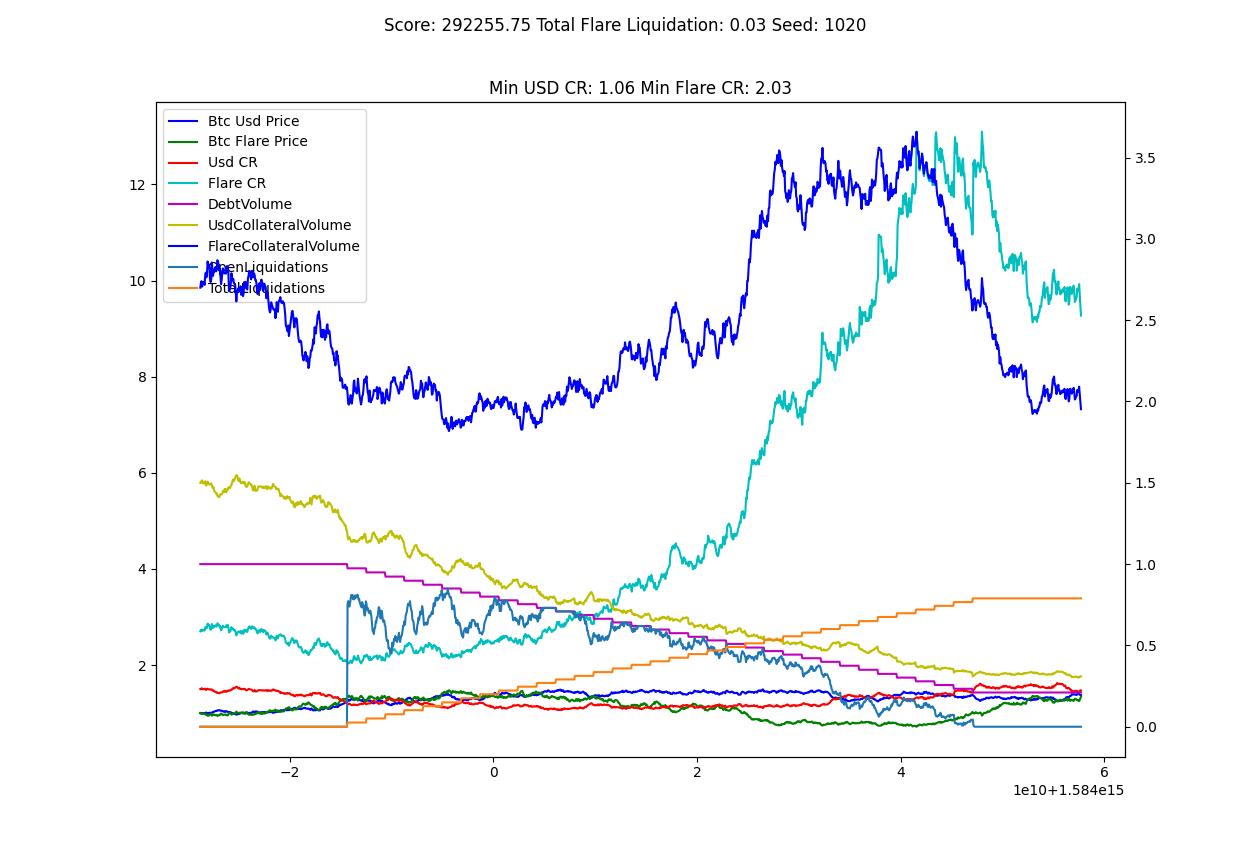 Score: 292255.75 Total Flare Liquidation: 0.03 Seed: 1020
Min USD CR: 1.06 Min Flare CR: 2.03
Btc Usd Price
Btc Flare Price
Usd CR
Flare CR
DebtVolume
UsdCollateralVolume
FlareCollateralVolume
OpenLiquidations
TotalLiquidations
12
10
8
6
4
2
3.5
3.0
2.5
2.0
1.5
1.0
0.5
0.0
−2
0
2
4
6
1e10+1.584e15